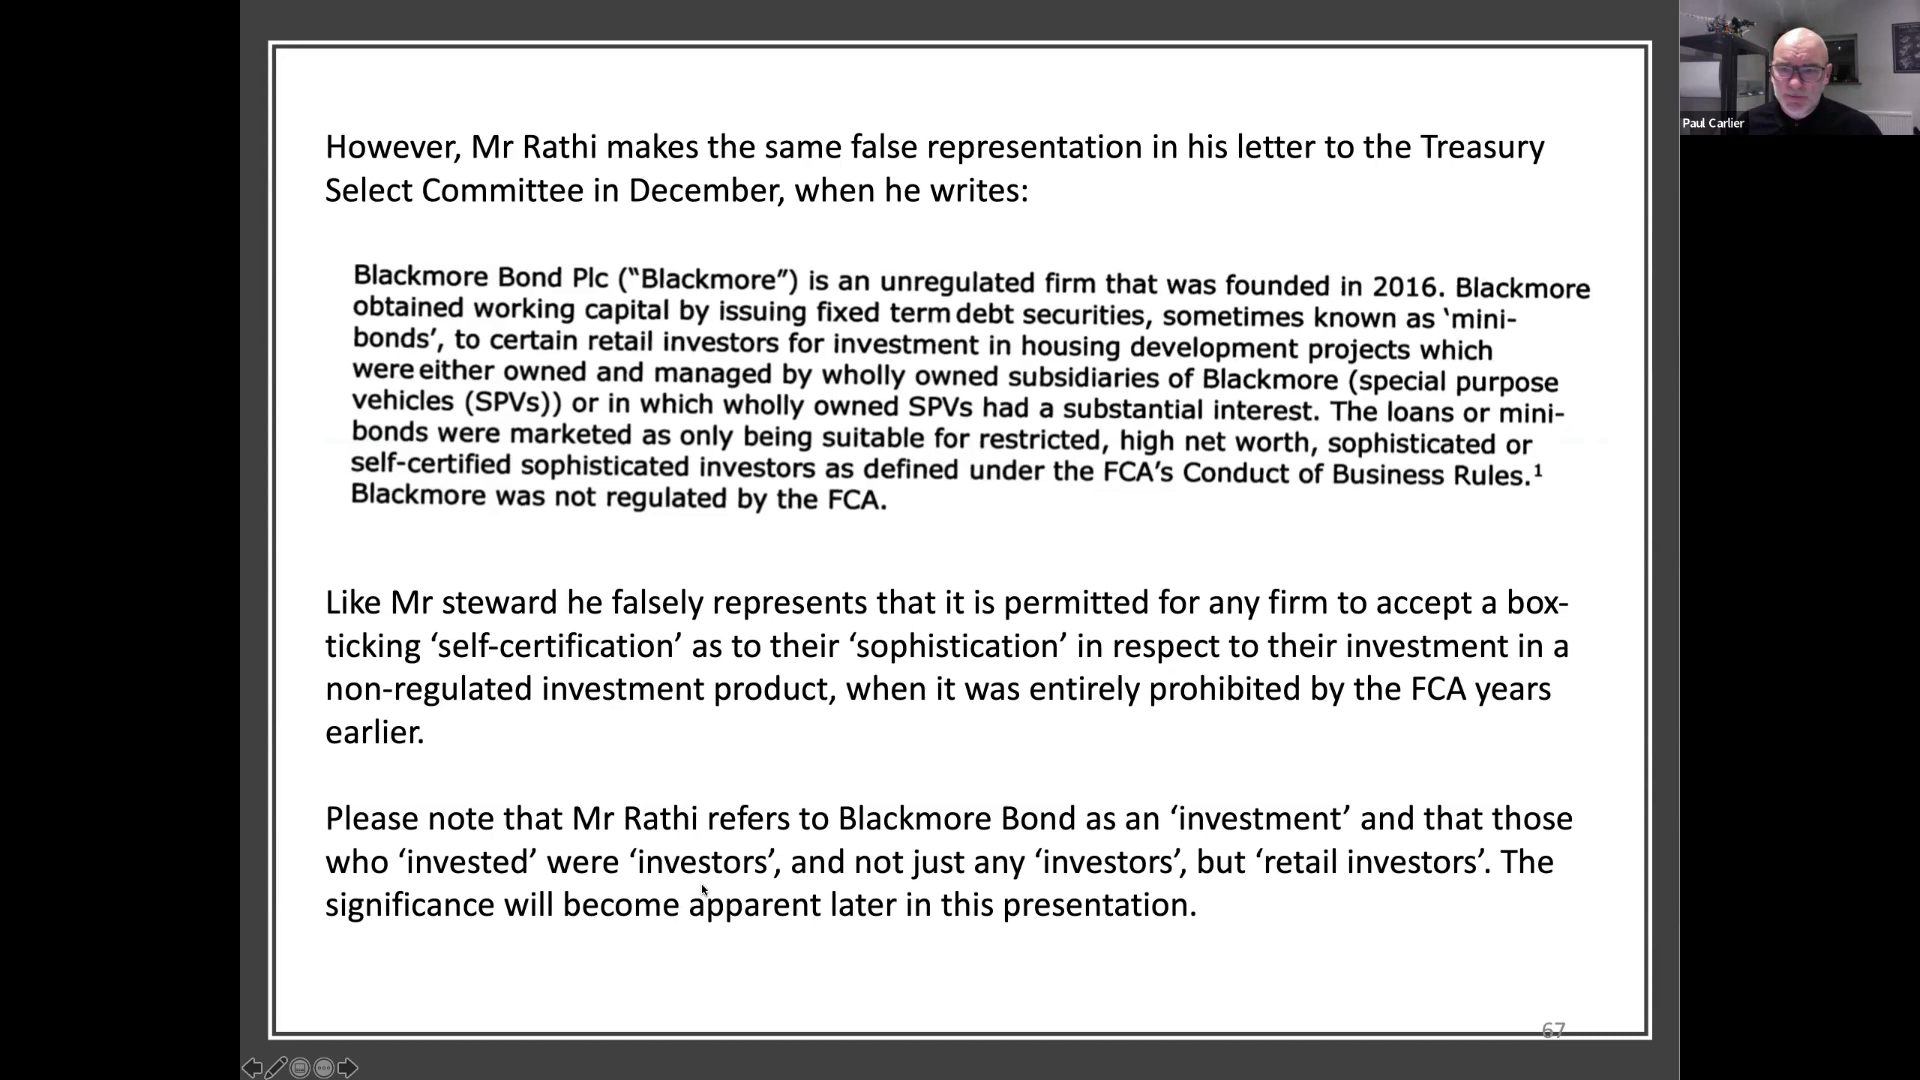 However, Mr Rathi makes the same false representation in his letter to the Treasury
Select Committee in December, when he writes:
Blackmore Bond Plc (“Blackmore”) is an unregulated firm that was founded in 2016. Blackmore
obtained working capital by issuing fixed term debt securities, sometimes known as ‘mini-
bonds’, to certain retail investors for investment in housing development projects which
were either owned and managed by wholly owned subsidiaries of Blackmore (special purpose
vehicles (SPVs)) or in which wholly owned SPVs had a substantial interest. The loans or mini-
bonds were marketed as only being suitable for restricted, high net worth, sophisticated or
self-certified sophisticated investors as defined under the FCA’s Conduct of Business Rules.¹
Blackmore was not regulated by the FCA.
Like Mr steward he falsely represents that it is permitted for any firm to accept a box-
ticking ‘self-certification’ as to their ‘sophistication’ in respect to their investment in a
non-regulated investment product, when it was entirely prohibited by the FCA years
earlier.
Please note that Mr Rathi refers to Blackmore Bond as an ‘investment’ and that those
who ‘invested’ were ‘investors’, and not just any ‘investors’, but ‘retail investors’. The
significance will become apparent later in this presentation.
67
Paul Carlier